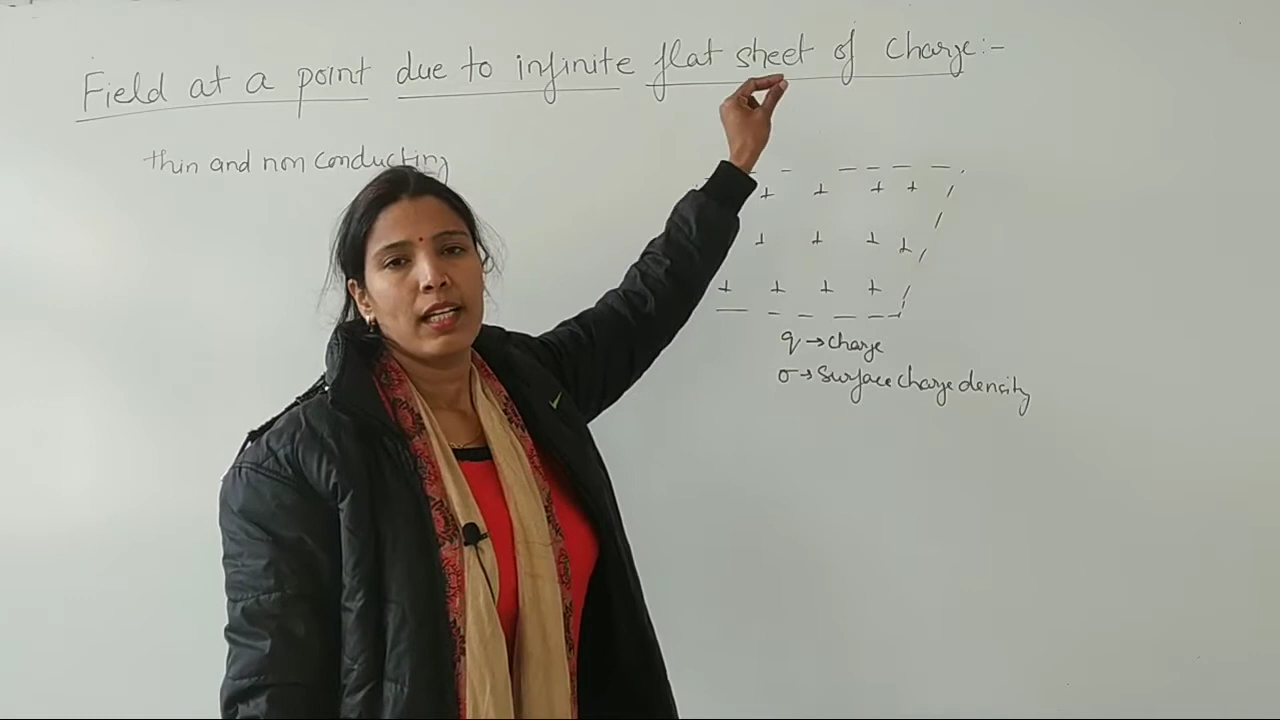 Field at a point due to infinite flat sheet of charge:-
thin and non conducting
+ + + +
+ + + +
+ + + +
q → charge
σ → surface charge density